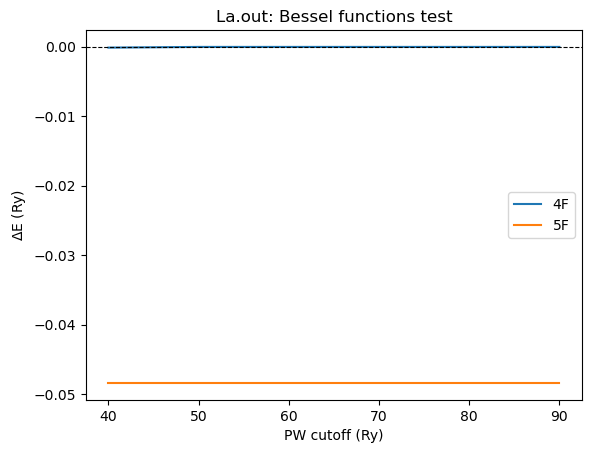 La.out: Bessel functions test
ΔE (Ry)
0.00
−0.01
−0.02
−0.03
−0.04
−0.05
4F
5F
40 50 60 70 80 90
PW cutoff (Ry)